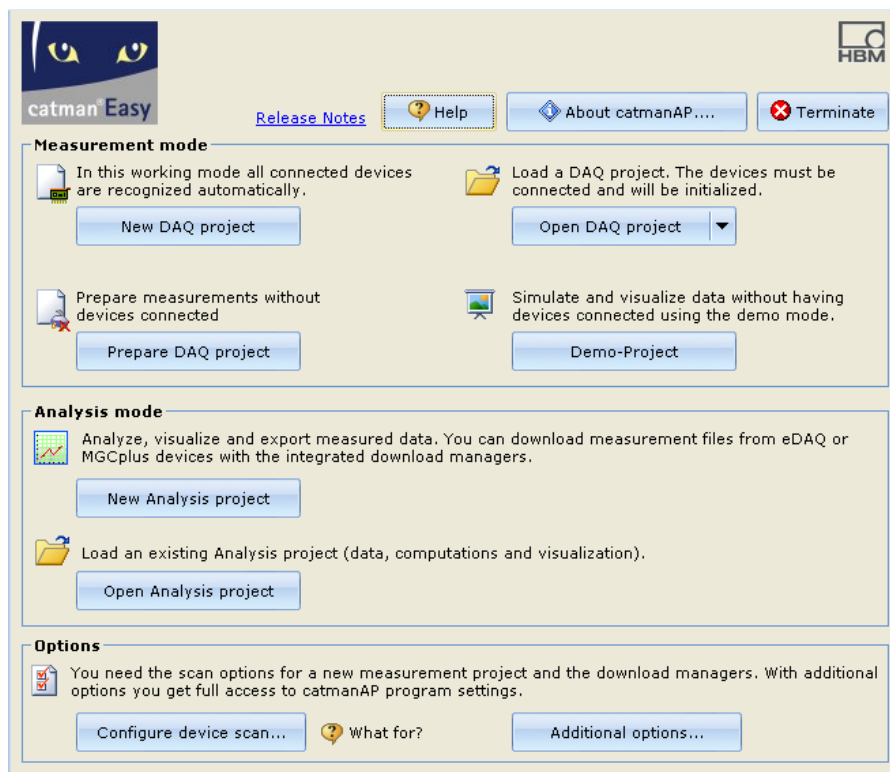 HBM
catman®Easy
Release Notes
Help
About catmanAP....
Terminate
Measurement mode
In this working mode all connected devices
are recognized automatically.
New DAQ project
Load a DAQ project. The devices must be
connected and will be initialized.
Open DAQ project
Prepare measurements without
devices connected
Prepare DAQ project
Simulate and visualize data without having
devices connected using the demo mode.
Demo-Project
Analysis mode
Analyze, visualize and export measured data. You can download measurement files from eDAQ or
MGCplus devices with the integrated download managers.
New Analysis project
Load an existing Analysis project (data, computations and visualization).
Open Analysis project
Options
You need the scan options for a new measurement project and the download managers. With additional
options you get full access to catmanAP program settings.
Configure device scan...
What for?
Additional options...